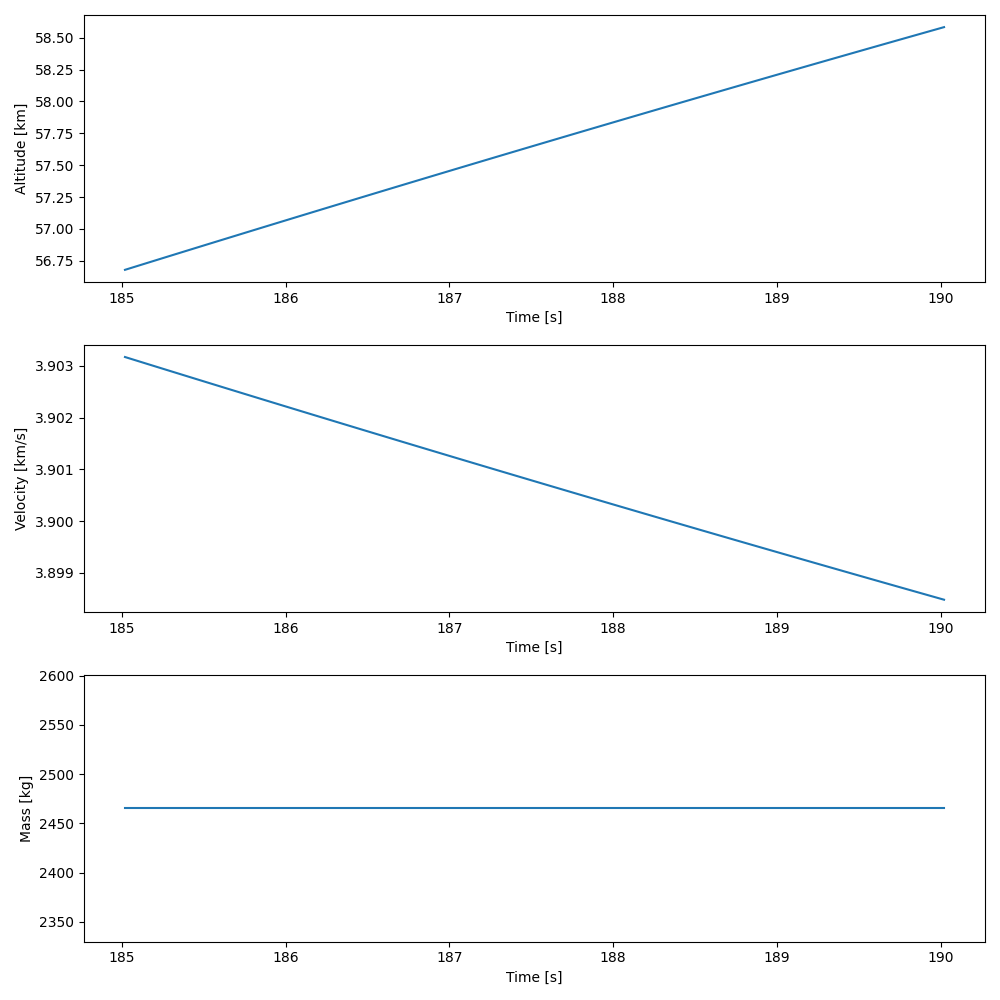 58.50
58.25
58.00
57.75
57.50
57.25
57.00
56.75
Altitude [km]
185 186 187 188 189 190
Time [s]
3.903
3.902
3.901
3.900
3.899
Velocity [km/s]
185 186 187 188 189 190
Time [s]
2600
2550
2500
2450
2400
2350
Mass [kg]
185 186 187 188 189 190
Time [s]